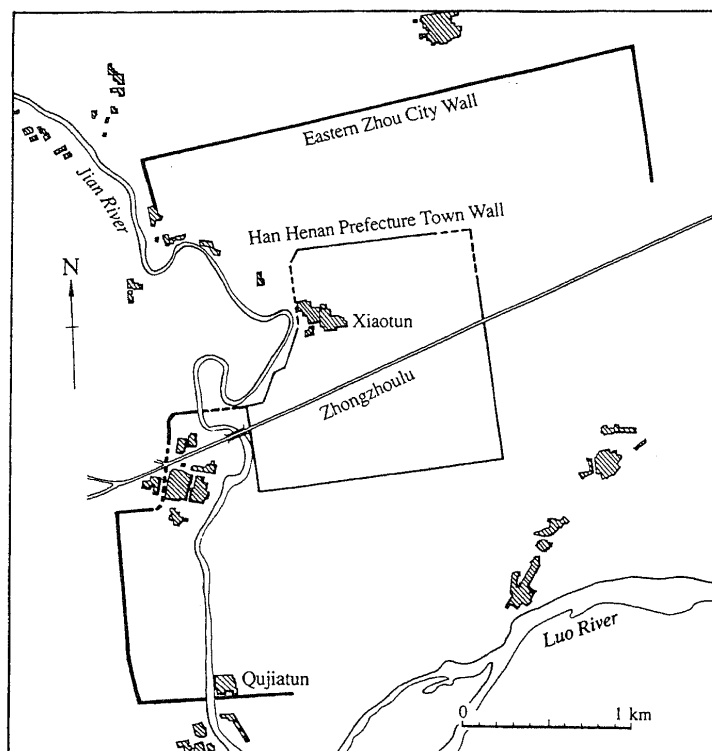 Eastern Zhou City Wall
Jian River
Han Henan Prefecture Town Wall
N
Xiaotun
Zhongzhoulu
Luo River
Qujiatun
0 1 km